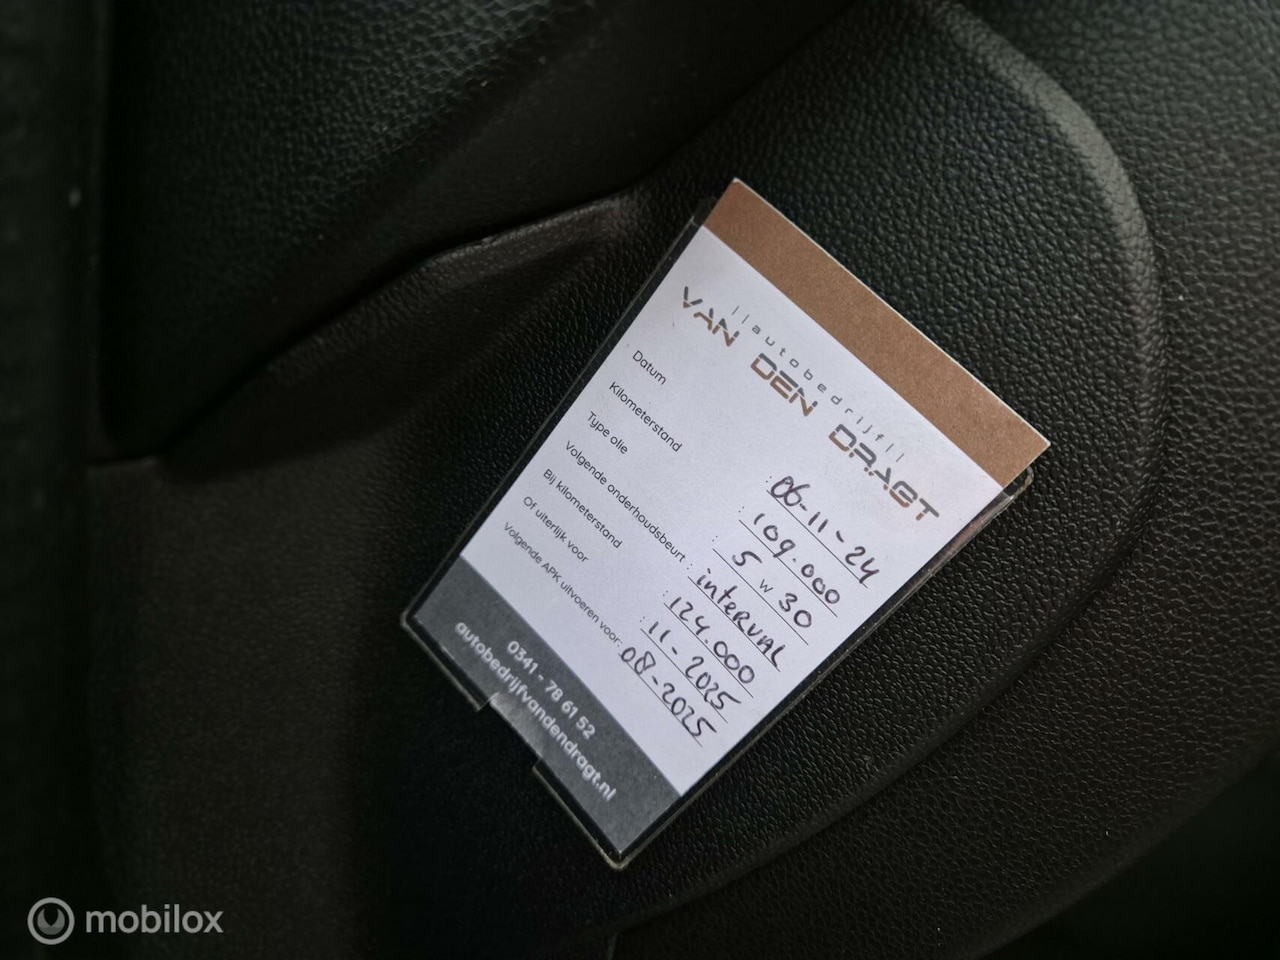 ||autobedrijf||
VAN DEN DRAGT
Datum : 06-11-24
Kilometerstand : 109.000
Type olie : 5 w 30
Volgende onderhoudsbeurt : intERVAL
Bij kilometerstand : 124.000
Of uiterlijk voor : 11-2025
Volgende APK uitvoeren voor: 08-2025
0341 - 78 61 52
autobedrijfvandendragt.nl
mobilox